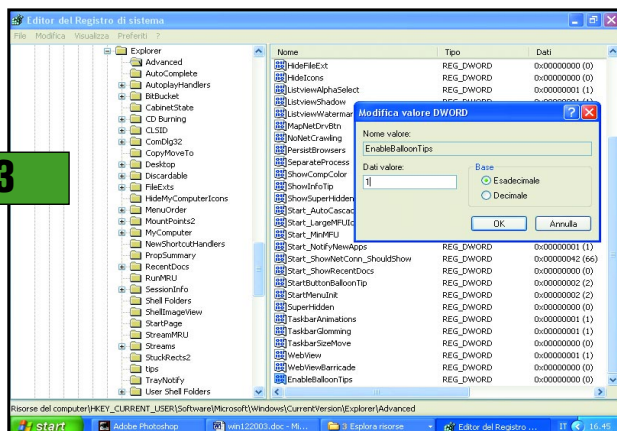 Editor del Registro di sistema
File Modifica Visualizza Preferiti ?
Explorer
Advanced
AutoComplete
AutoplayHandlers
BitBucket
CabinetState
CD Burning
CLSID
ComDlg32
CopyMoveTo
Desktop
Discardable
FileExts
HideMyComputerIcons
MenuOrder
MountPoints2
MyComputer
NewShortcutHandlers
PropSummary
RecentDocs
RunMRU
SessionInfo
Shell Folders
ShellImageView
StartPage
StreamMRU
Streams
StuckRects2
tips
TrayNotify
User Shell Folders
3
Nome Tipo Dati
HideFileExt REG_DWORD 0x00000000 (0)
HideIcons REG_DWORD 0x00000000 (0)
ListviewAlphaSelect REG_DWORD 0x00000001 (1)
ListviewShadow
ListviewWatermar
MapNetDrvBtn
NoNetCrawling
PersistBrowsers
SeparateProcess
ShowCompColor
ShowInfoTip
ShowSuperHidden
Start_AutoCascad
Start_LargeMFUIc
Start_MinMFU
Start_NotifyNewApps REG_DWORD 0x00000001 (1)
Start_ShowNetConn_ShouldShow REG_DWORD 0x00000042 (66)
Start_ShowRecentDocs REG_DWORD 0x00000000 (0)
StartButtonBalloonTip REG_DWORD 0x00000002 (2)
StartMenuInit REG_DWORD 0x00000002 (2)
SuperHidden REG_DWORD 0x00000000 (0)
TaskbarAnimations REG_DWORD 0x00000001 (1)
TaskbarGlomming REG_DWORD 0x00000001 (1)
TaskbarSizeMove REG_DWORD 0x00000000 (0)
WebView REG_DWORD 0x00000001 (1)
WebViewBarricade REG_DWORD 0x00000000 (0)
EnableBalloonTips REG_DWORD 0x00000000 (0)
Modifica valore DWORD
Nome valore:
EnableBalloonTips
Dati valore:
1
Base
Esadecimale
Decimale
OK Annulla
Risorse del computer\HKEY_CURRENT_USER\Software\Microsoft\Windows\CurrentVersion\Explorer\Advanced
start Adobe Photoshop win122003.doc - Mi... 3 Esplora risorse Editor del Registro ... IT 16.45